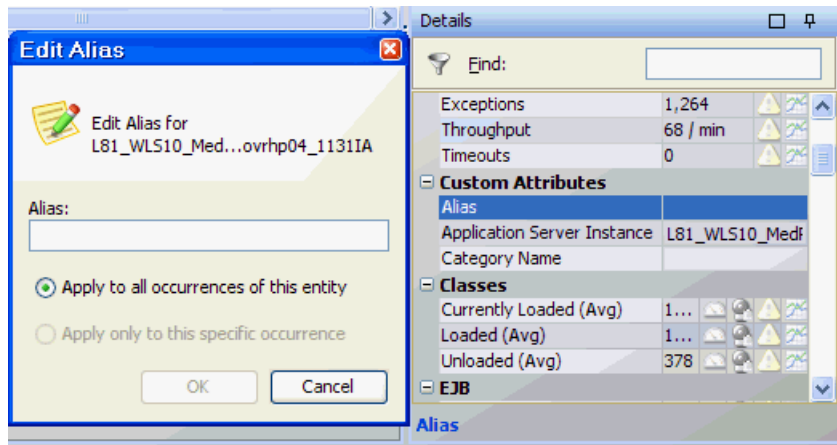 Edit Alias
Edit Alias for
L81_WLS10_Med...ovrhp04_1131IA
Alias:
Apply to all occurrences of this entity
Apply only to this specific occurrence
OK
Cancel
Details
Find:
Exceptions 1,264
Throughput 68 / min
Timeouts 0
Custom Attributes
Alias
Application Server Instance L81_WLS10_Med
Category Name
Classes
Currently Loaded (Avg) 1...
Loaded (Avg) 1...
Unloaded (Avg) 378
EJB
Alias